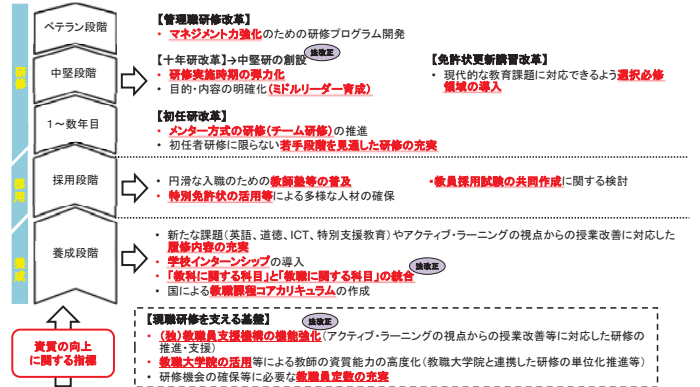 ベテラン段階
【管理職研修改革】
・ マネジメント力強化のための研修プログラム開発
研修
中堅段階
【十年研改革】→中堅研の創設
法改正
・ 研修実施時期の弾力化
・ 目的・内容の明確化(ミドルリーダー育成)
【免許状更新講習改革】
・ 現代的な教育課題に対応できるよう選択必修
領域の導入
1～数年目
【初任研改革】
・ メンター方式の研修(チーム研修)の推進
・ 初任者研修に限らない若手段階を見通した研修の充実
採用
採用段階
・ 円滑な入職のための教師塾等の普及
・ 特別免許状の活用等による多様な人材の確保
・教員採用試験の共同作成に関する検討
養成
養成段階
・ 新たな課題(英語、道徳、ICT、特別支援教育)やアクティブ・ラーニングの視点からの授業改善に対応した
履修内容の充実
・ 学校インターンシップの導入
・ 「教科に関する科目」と「教職に関する科目」の統合
法改正
・ 国による教職課程コアカリキュラムの作成
資質の向上
に関する指標
【現職研修を支える基盤】
法改正
・ (独)教職員支援機構の機能強化(アクティブ・ラーニングの視点からの授業改善等に対応した研修の
推進・支援)
・ 教職大学院の活用等による教師の資質能力の高度化(教職大学院と連携した研修の単位化推進等)
・ 研修機会の確保等に必要な教職員定数の充実